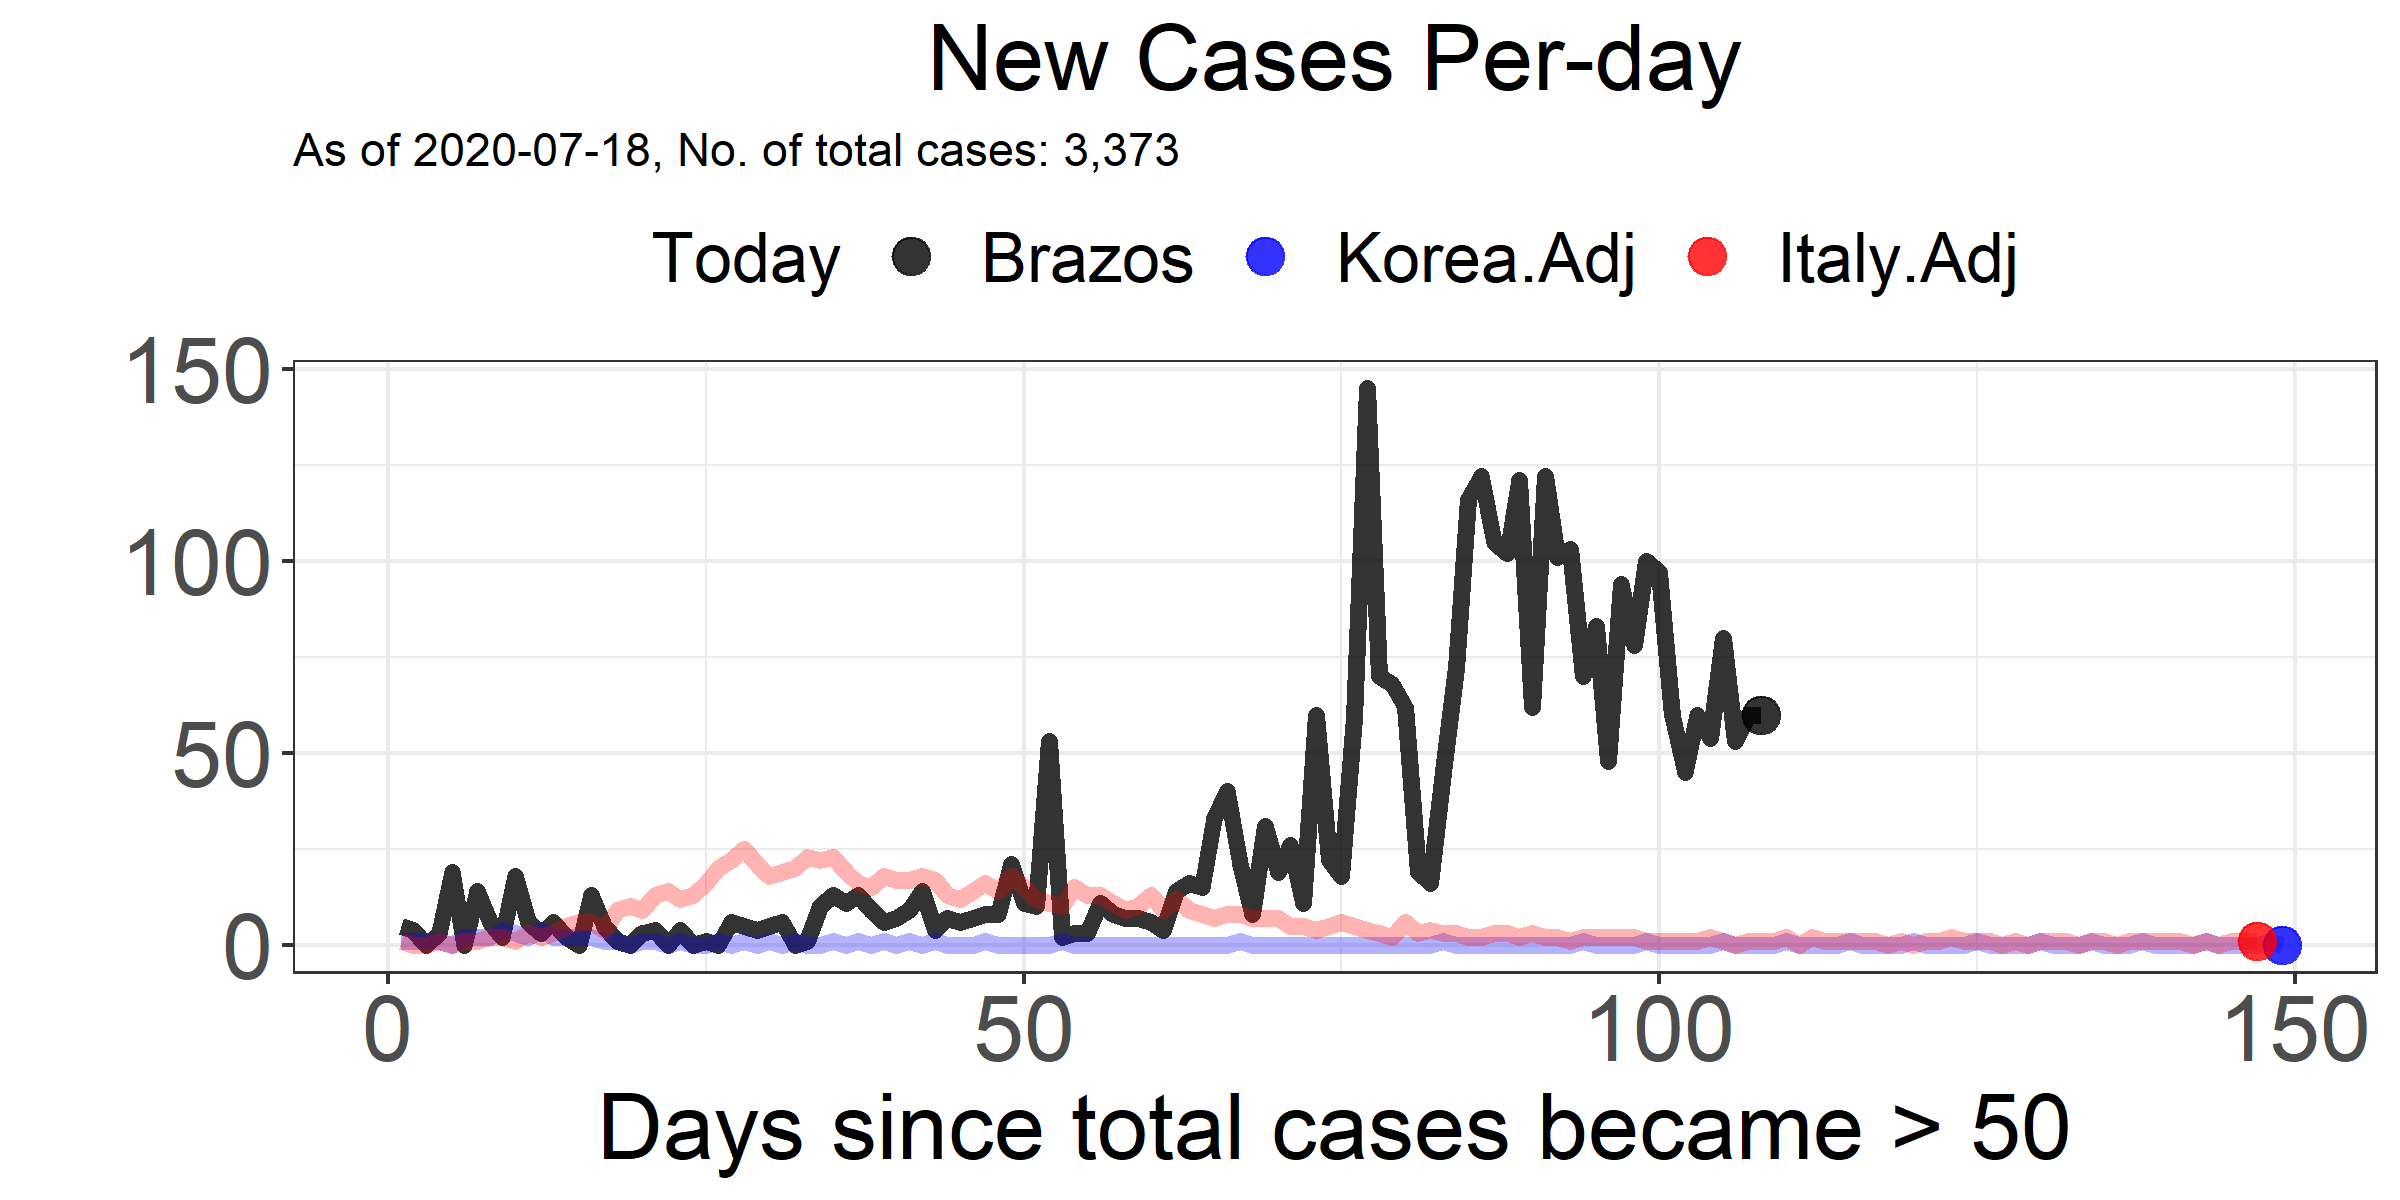 New Cases Per-day
As of 2020-07-18, No. of total cases: 3,373
Today Brazos Korea.Adj Italy.Adj
150
100
50
0
0 50 100 150
Days since total cases became > 50